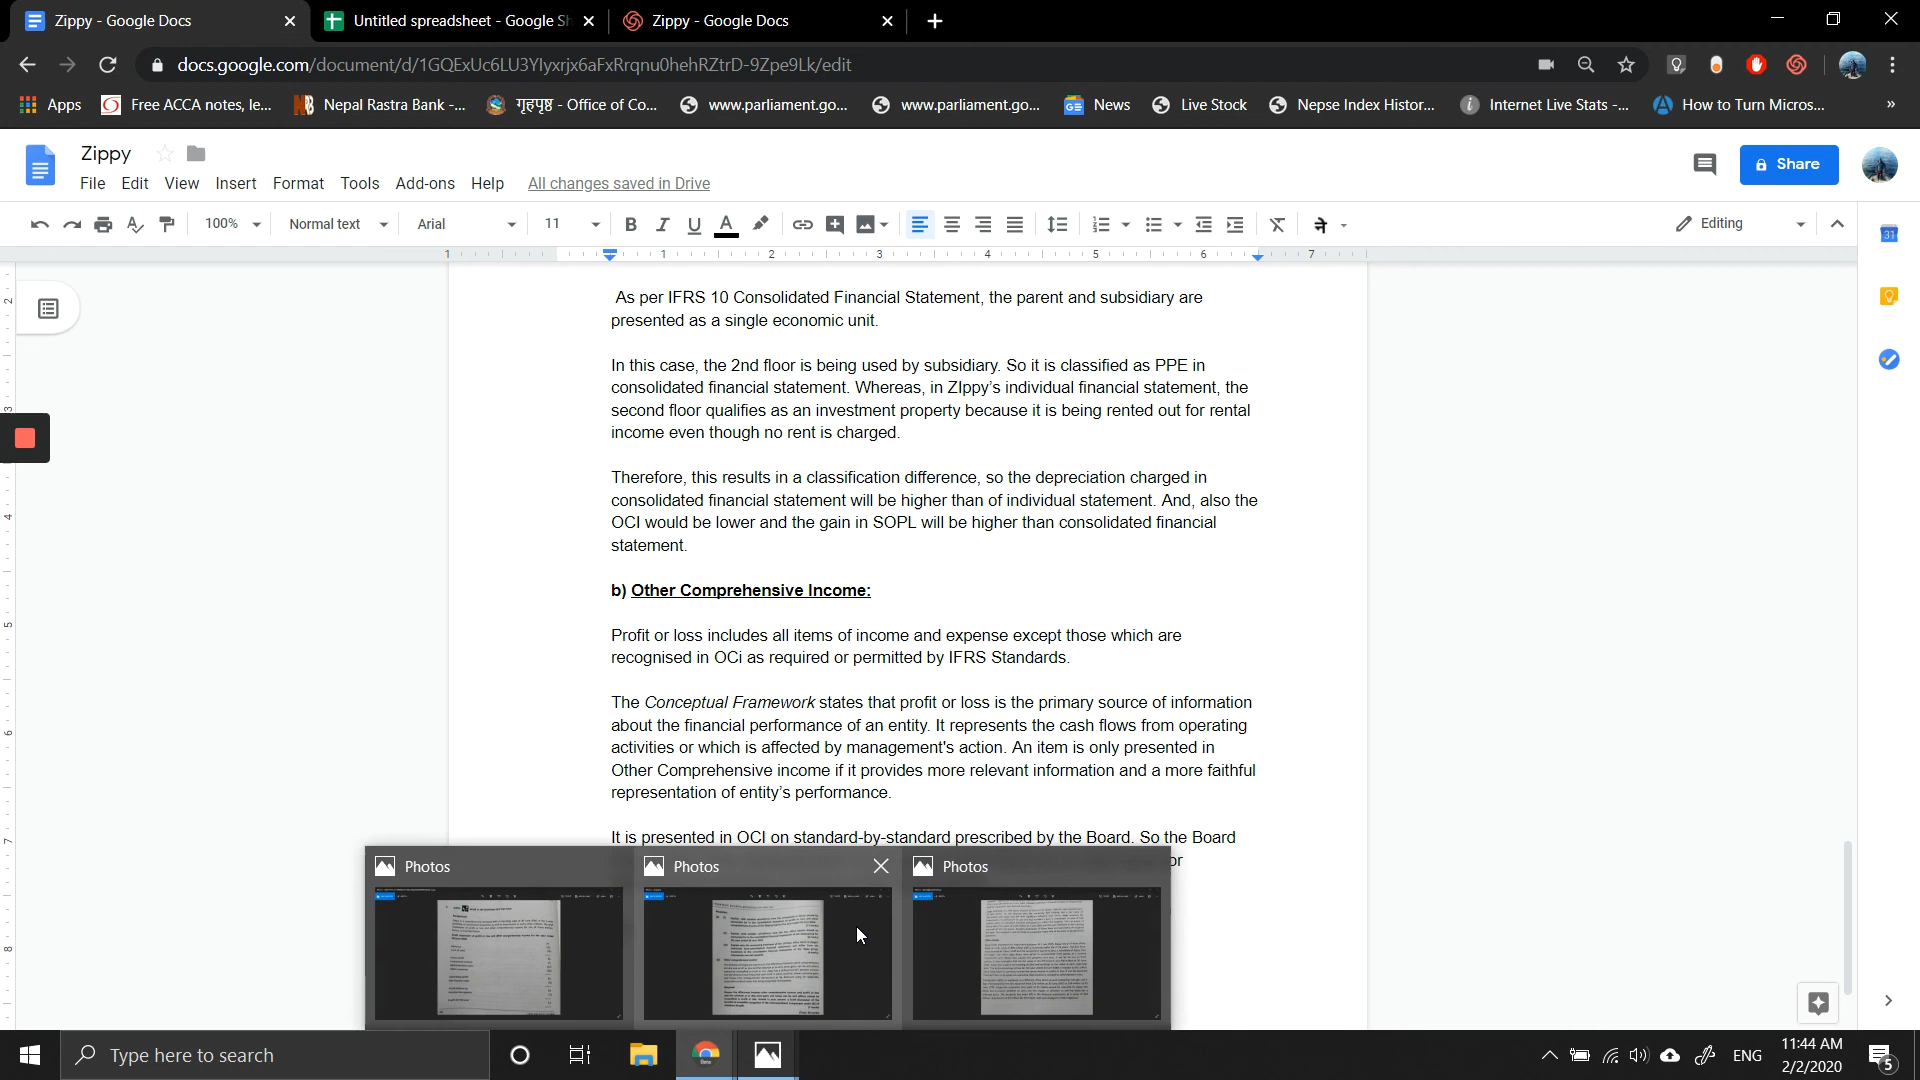 Zippy - Google Docs
Untitled spreadsheet - Google Sh
Zippy - Google Docs
docs.google.com/document/d/1GQExUc6LU3YIyxrjx6aFxRrqnu0hehRZtrD-9Zpe9Lk/edit
Apps
Free ACCA notes, le...
Nepal Rastra Bank -...
गृहपृष्ठ - Office of Co...
www.parliament.go...
www.parliament.go...
News
Live Stock
Nepse Index Histor...
Internet Live Stats -...
How to Turn Micros...
»
Zippy
File Edit View Insert Format Tools Add-ons Help All changes saved in Drive
Share
100% Normal text Arial 11
Editing
1 1 2 3 4 5 6 7
As per IFRS 10 Consolidated Financial Statement, the parent and subsidiary are
presented as a single economic unit.
In this case, the 2nd floor is being used by subsidiary. So it is classified as PPE in
consolidated financial statement. Whereas, in ZIppy's individual financial statement, the
second floor qualifies as an investment property because it is being rented out for rental
income even though no rent is charged.
Therefore, this results in a classification difference, so the depreciation charged in
consolidated financial statement will be higher than of individual statement. And, also the
OCI would be lower and the gain in SOPL will be higher than consolidated financial
statement.
b) Other Comprehensive Income:
Profit or loss includes all items of income and expense except those which are
recognised in OCi as required or permitted by IFRS Standards.
The Conceptual Framework states that profit or loss is the primary source of information
about the financial performance of an entity. It represents the cash flows from operating
activities or which is affected by management's action. An item is only presented in
Other Comprehensive income if it provides more relevant information and a more faithful
representation of entity's performance.
It is presented in OCI on standard-by-standard prescribed by the Board. So the Board
or
Photos
Photos
Photos
Type here to search
ENG
11:44 AM
2/2/2020
5